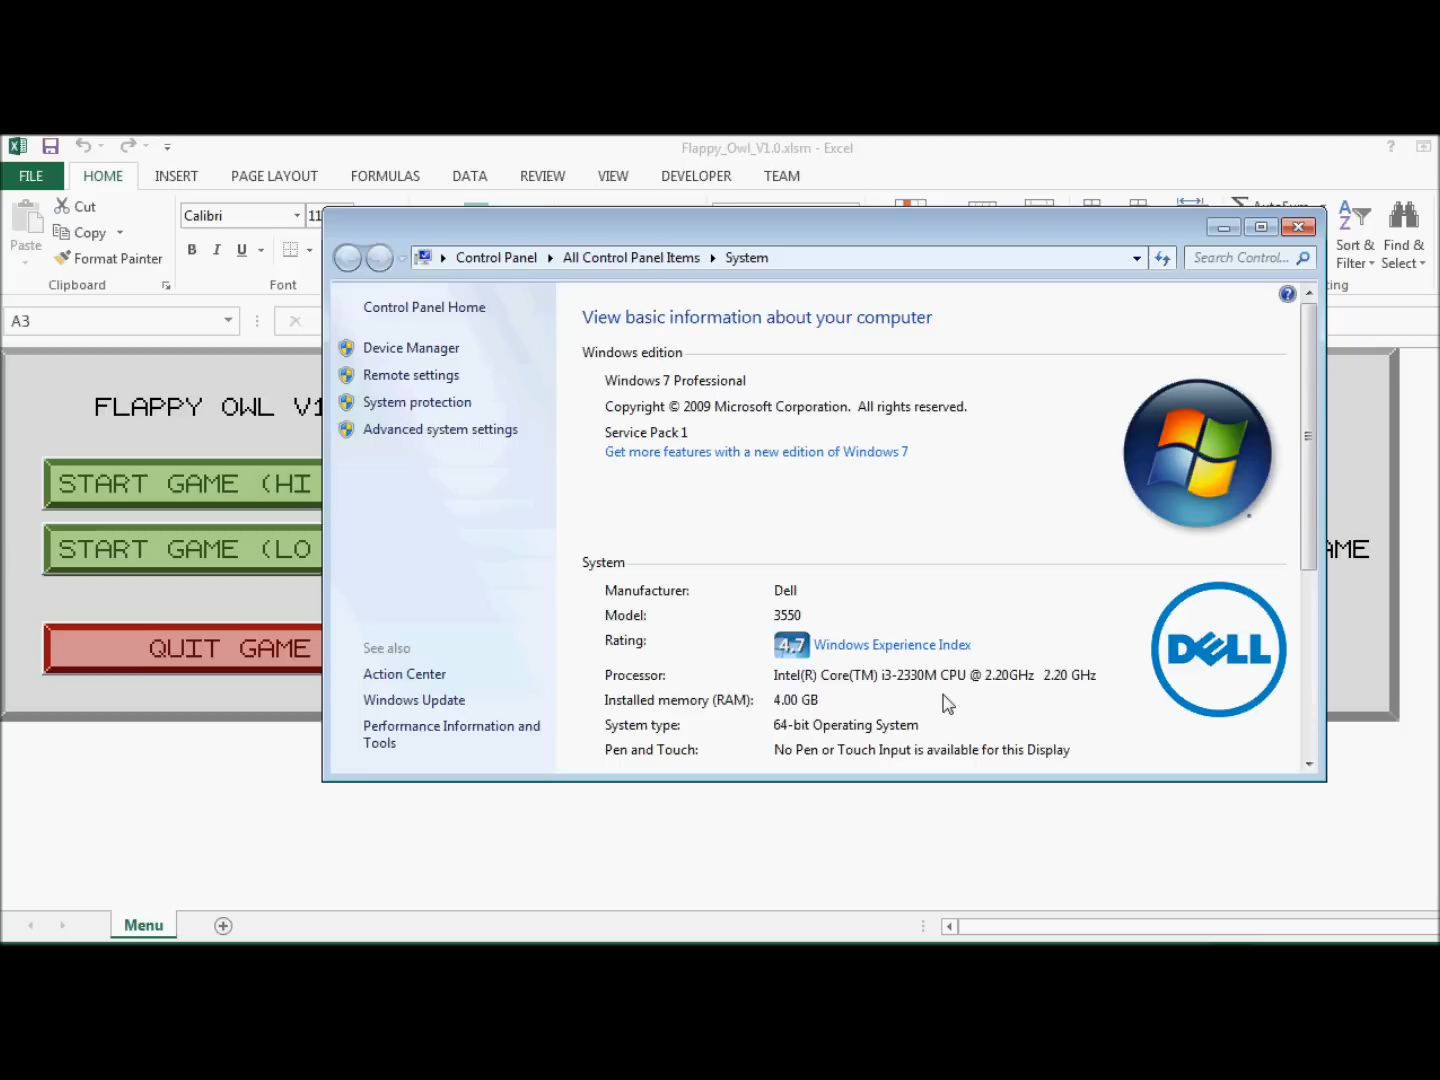 Flappy_Owl_V1.0.xlsm - Excel
FILE
HOME
INSERT
PAGE LAYOUT
FORMULAS
DATA
REVIEW
VIEW
DEVELOPER
TEAM
Paste
Cut
Copy
Format Painter
Clipboard
Calibri
11
B I U
Font
Sort &
Filter
Find &
Select
A3
FLAPPY OWL V1
START GAME (HI
START GAME (LO
QUIT GAME
Control Panel
All Control Panel Items
System
Search Control...
Control Panel Home
Device Manager
Remote settings
System protection
Advanced system settings
See also
Action Center
Windows Update
Performance Information and
Tools
View basic information about your computer
Windows edition
Windows 7 Professional
Copyright © 2009 Microsoft Corporation. All rights reserved.
Service Pack 1
Get more features with a new edition of Windows 7
System
Manufacturer: Dell
Model: 3550
Rating: 4.7 Windows Experience Index
Processor: Intel(R) Core(TM) i3-2330M CPU @ 2.20GHz 2.20 GHz
Installed memory (RAM): 4.00 GB
System type: 64-bit Operating System
Pen and Touch: No Pen or Touch Input is available for this Display
DELL
Menu